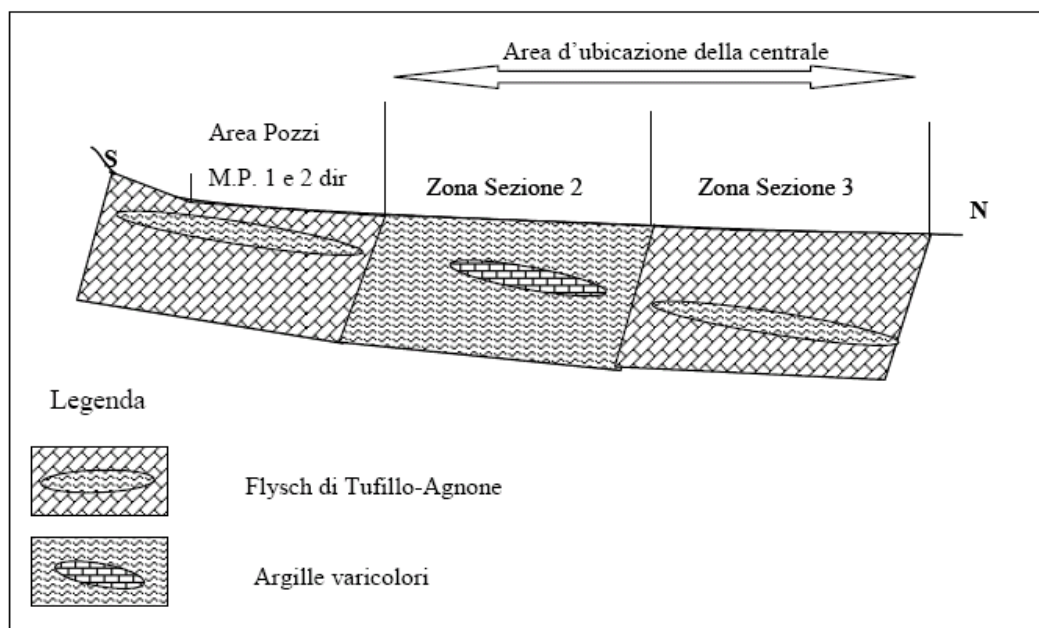 Area d'ubicazione della centrale
Area Pozzi
S
M.P. 1 e 2 dir
Zona Sezione 2
Zona Sezione 3
N
Legenda
Flysch di Tufillo-Agnone
Argille varicolori